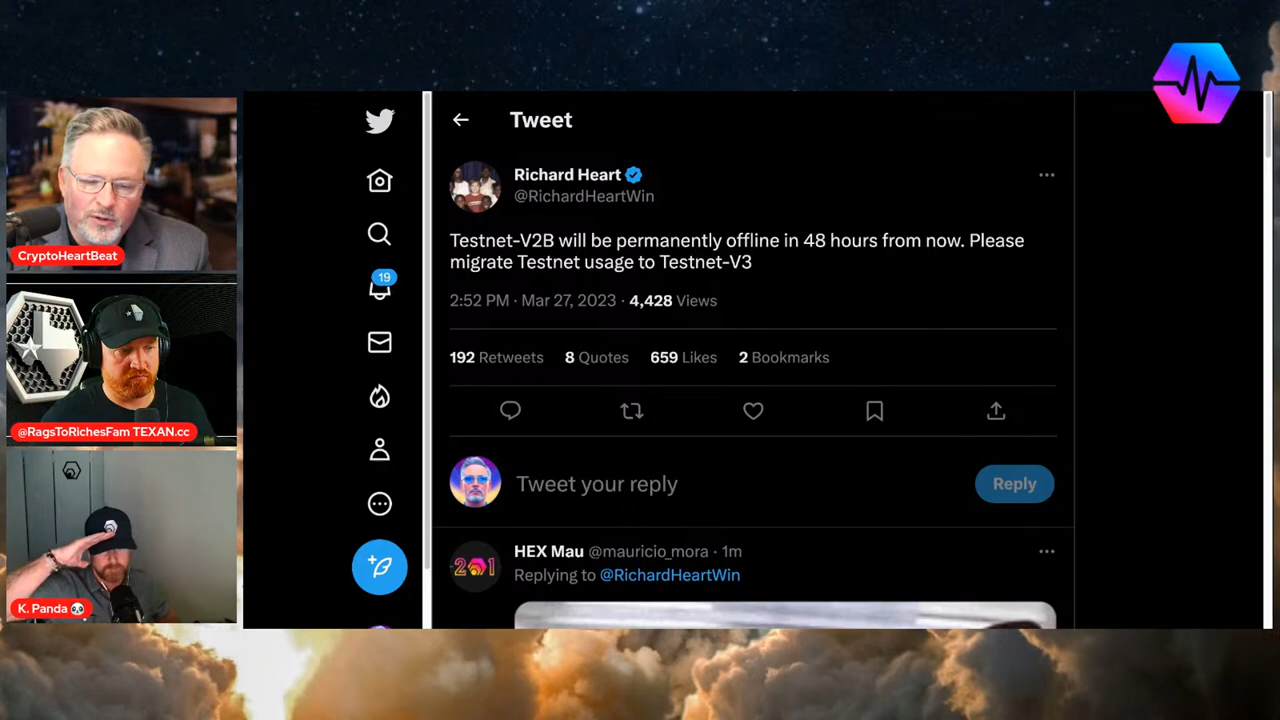 CryptoHeartBeat
@RagsToRichesFam TEXAN.cc
K. Panda 🐼
19
Tweet
Richard Heart
@RichardHeartWin
Testnet-V2B will be permanently offline in 48 hours from now. Please
migrate Testnet usage to Testnet-V3
2:52 PM · Mar 27, 2023 · 4,428 Views
192 Retweets 8 Quotes 659 Likes 2 Bookmarks
Tweet your reply
Reply
201
HEX Mau @mauricio_mora · 1m
Replying to @RichardHeartWin